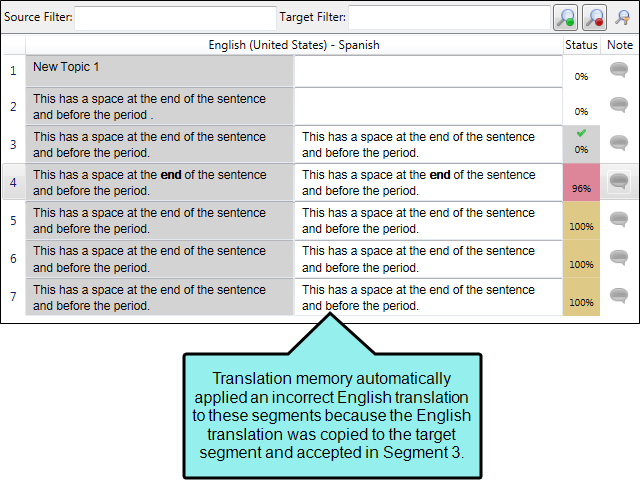 Source Filter: Target Filter:
English (United States) - Spanish Status Note
1 New Topic 1 0%
2 This has a space at the end of the sentence
and before the period . 0%
3 This has a space at the end of the sentence This has a space at the end of the sentence
and before the period. and before the period. 0%
4 This has a space at the end of the sentence This has a space at the end of the sentence
and before the period. and before the period. 96%
5 This has a space at the end of the sentence This has a space at the end of the sentence
and before the period. and before the period. 100%
6 This has a space at the end of the sentence This has a space at the end of the sentence
and before the period. and before the period. 100%
7 This has a space at the end of the sentence This has a space at the end of the sentence
and before the period. and before the period. 100%
Translation memory automatically
applied an incorrect English translation
to these segments because the English
translation was copied to the target
segment and accepted in Segment 3.